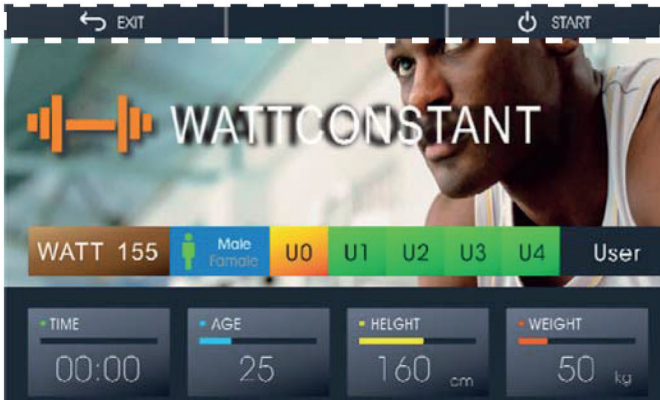 EXIT START
WATTCONSTANT
WATT 155 Male Famale U0 U1 U2 U3 U4 User
TIME AGE HELGHT WEIGHT
00:00 25 160 cm 50 kg